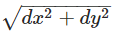 √dx² + dy²